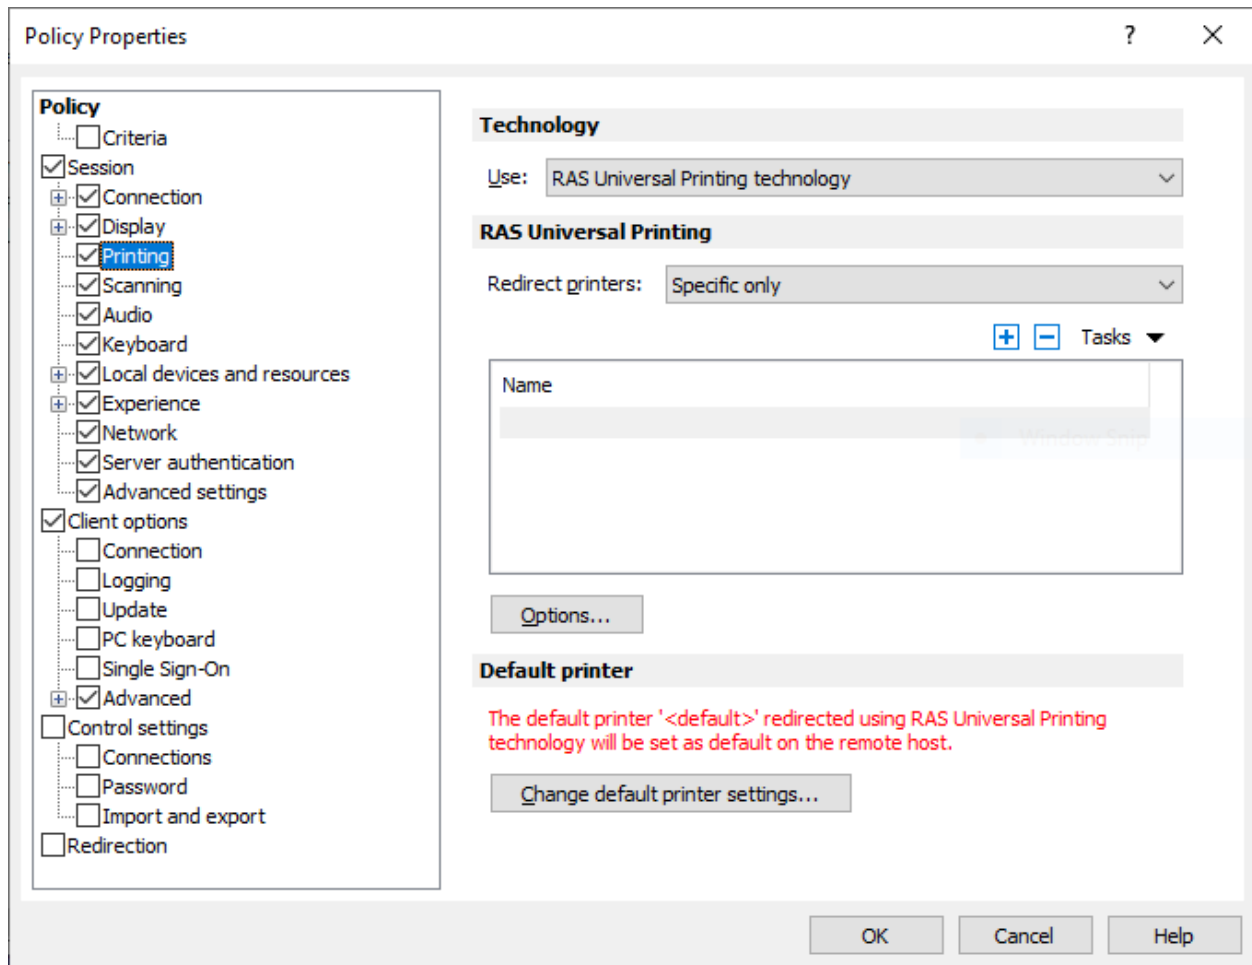 Policy Properties
?
Policy
Criteria
Session
Connection
Display
Printing
Scanning
Audio
Keyboard
Local devices and resources
Experience
Network
Server authentication
Advanced settings
Client options
Connection
Logging
Update
PC keyboard
Single Sign-On
Advanced
Control settings
Connections
Password
Import and export
Redirection
Technology
Use: RAS Universal Printing technology
RAS Universal Printing
Redirect printers: Specific only
Tasks
Name
Window Snip
Options...
Default printer
The default printer '<default>' redirected using RAS Universal Printing
technology will be set as default on the remote host.
Change default printer settings...
OK Cancel Help